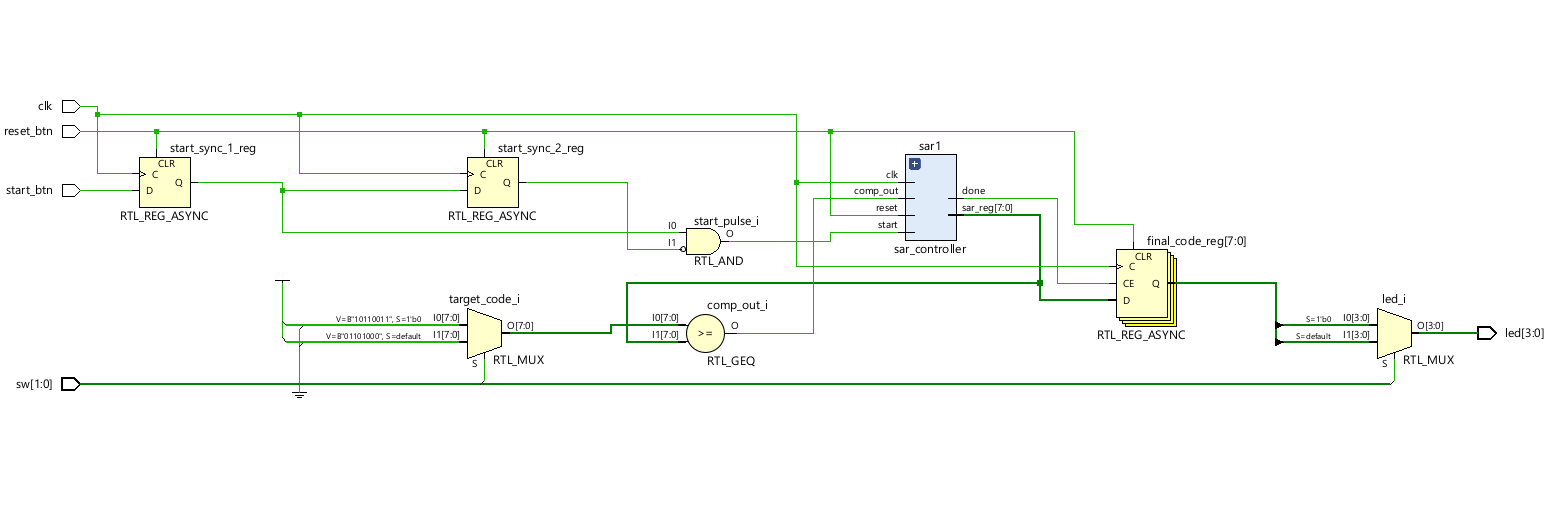 clk
reset_btn
start_btn
start_sync_1_reg
CLR
C
D
Q
RTL_REG_ASYNC
start_sync_2_reg
CLR
C
D
Q
RTL_REG_ASYNC
start_pulse_i
I0
I1
O
RTL_AND
sar1
+
clk
comp_out
reset
start
done
sar_reg[7:0]
sar_controller
final_code_reg[7:0]
CLR
C
CE
D
Q
RTL_REG_ASYNC
target_code_i
V=B"10110011", S=1'b0
I0[7:0]
V=B"01101000", S=default
I1[7:0]
O[7:0]
S
RTL_MUX
comp_out_i
I0[7:0]
I1[7:0]
>=
O
RTL_GEQ
led_i
S=1'b0
I0[3:0]
S=default
I1[3:0]
O[3:0]
S
RTL_MUX
led[3:0]
sw[1:0]